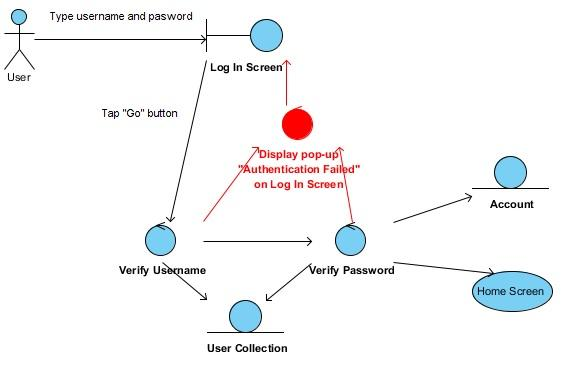 Type username and pasword
User
Log In Screen
Tap "Go" button
Display pop-up
"Authentication Failed"
on Log In Screen
Account
Verify Username
Verify Password
Home Screen
User Collection